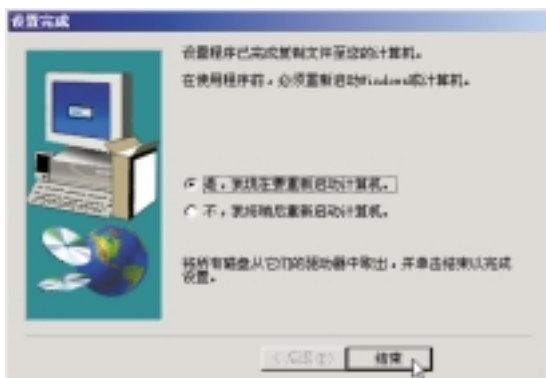 设置完成
设置程序已完成复制文件至您的计算机。
在使用程序前，必须重新启动Windows或计算机。
是，我现在要重新启动计算机。
不，我将稍后重新启动计算机。
将所有磁盘从它们的驱动器中取出，并单击结束以完成
设置。
< 后退(B)
结束